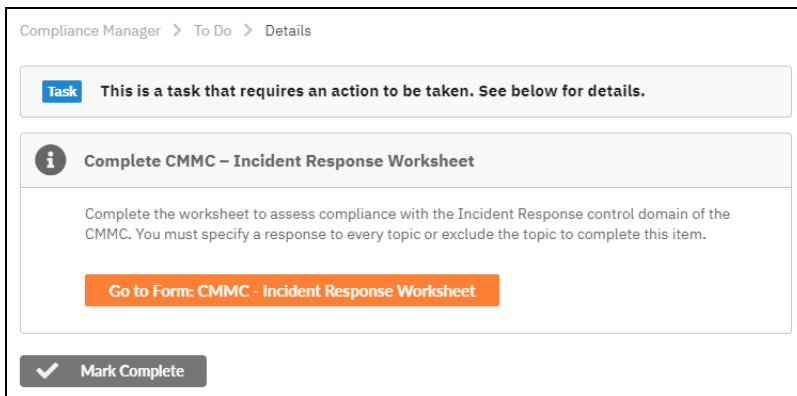 Compliance Manager > To Do > Details
Task This is a task that requires an action to be taken. See below for details.
Complete CMMC – Incident Response Worksheet
Complete the worksheet to assess compliance with the Incident Response control domain of the
CMMC. You must specify a response to every topic or exclude the topic to complete this item.
Go to Form: CMMC - Incident Response Worksheet
Mark Complete